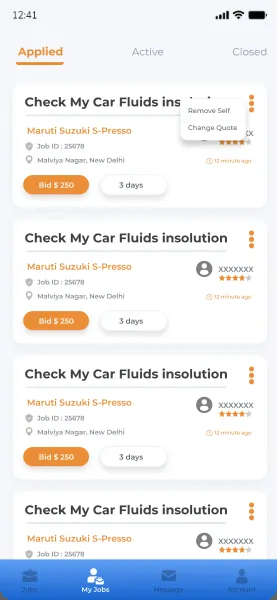 12:41
Applied Active Closed
Check My Car Fluids
Remove Self
Change Quote
Maruti Suzuki S-Presso
Job ID : 25678
Malviya Nagar, New Delhi
12 minute ago
Bid $ 250 3 days
Check My Car Fluids insolution
Maruti Suzuki S-Presso
XXXXXXX
Job ID : 25678
Malviya Nagar, New Delhi
12 minute ago
Bid $ 250 3 days
Check My Car Fluids insolution
Maruti Suzuki S-Presso
XXXXXXX
Job ID : 25678
Malviya Nagar, New Delhi
12 minute ago
Bid $ 250 3 days
Check My Car Fluids insolution
Maruti Suzuki S-Presso
XXXXXXX
Job ID : 25678
Jobs My Jobs Message Account